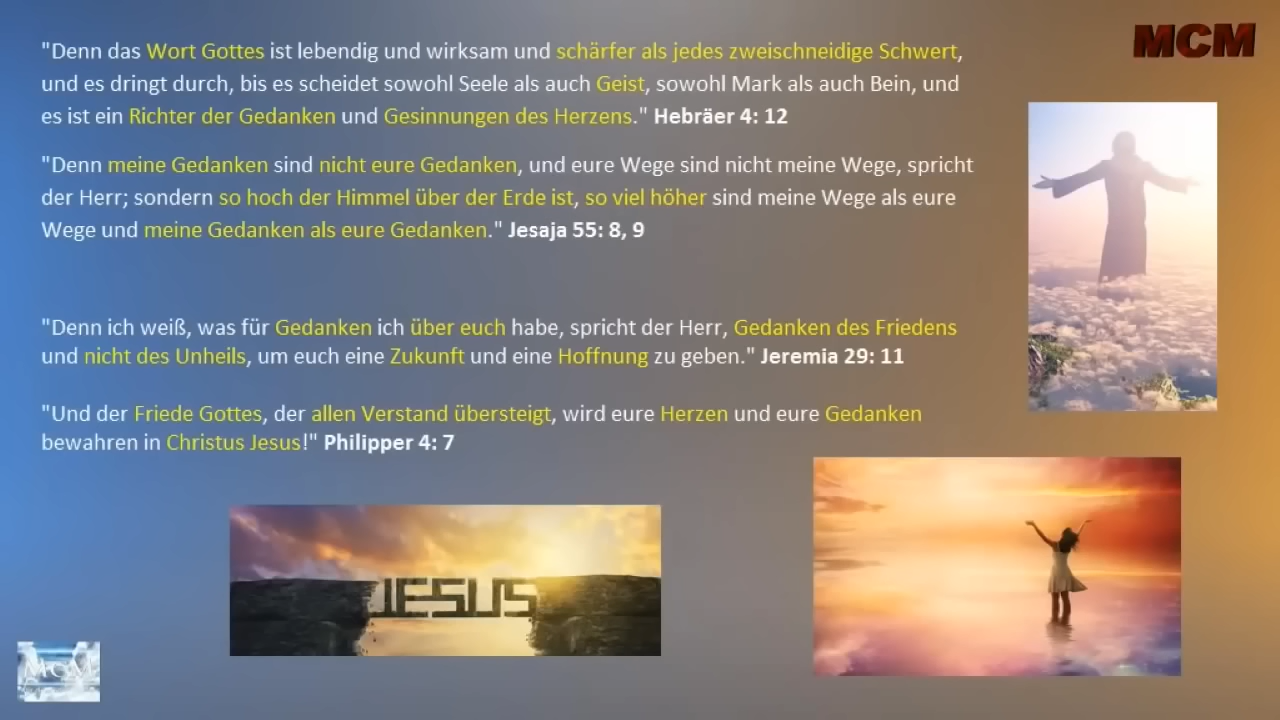 "Denn das Wort Gottes ist lebendig und wirksam und schärfer als jedes zweischneidige Schwert,
und es dringt durch, bis es scheidet sowohl Seele als auch Geist, sowohl Mark als auch Bein, und
es ist ein Richter der Gedanken und Gesinnungen des Herzens." Hebräer 4: 12
"Denn meine Gedanken sind nicht eure Gedanken, und eure Wege sind nicht meine Wege, spricht
der Herr; sondern so hoch der Himmel über der Erde ist, so viel höher sind meine Wege als eure
Wege und meine Gedanken als eure Gedanken." Jesaja 55: 8, 9
"Denn ich weiß, was für Gedanken ich über euch habe, spricht der Herr, Gedanken des Friedens
und nicht des Unheils, um euch eine Zukunft und eine Hoffnung zu geben." Jeremia 29: 11
"Und der Friede Gottes, der allen Verstand übersteigt, wird eure Herzen und eure Gedanken
bewahren in Christus Jesus!" Philipper 4: 7
MCM
JESUS
MCM